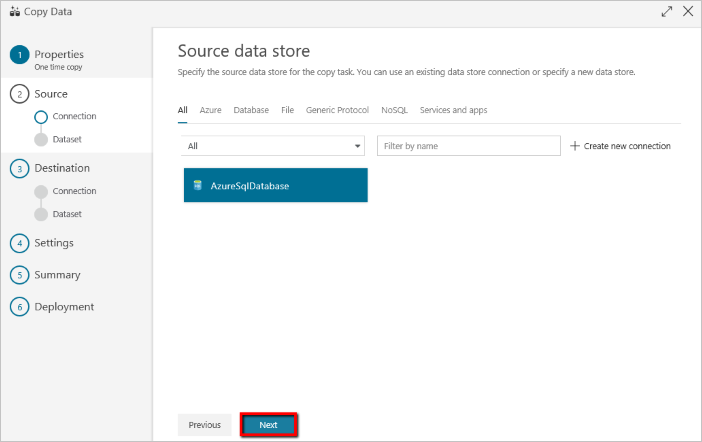 Copy Data
1 Properties
One time copy
2 Source
Connection
Dataset
3 Destination
Connection
Dataset
4 Settings
5 Summary
6 Deployment
Source data store
Specify the source data store for the copy task. You can use an existing data store connection or specify a new data store.
All Azure Database File Generic Protocol NoSQL Services and apps
All Filter by name + Create new connection
AzureSqlDatabase
Previous Next